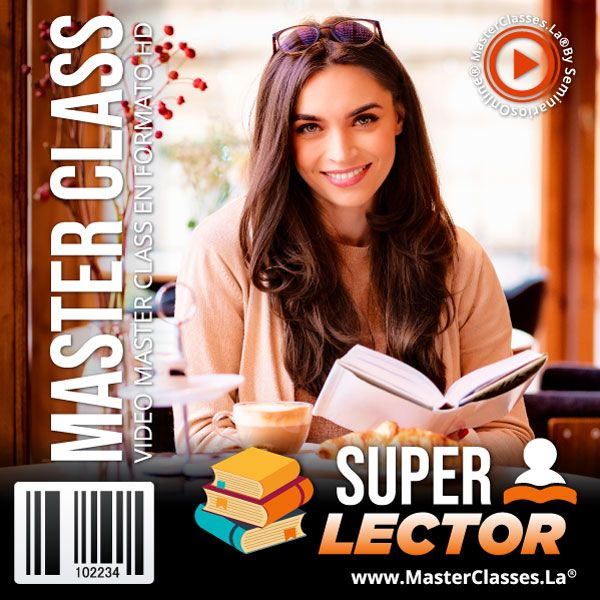 MASTER CLASS
VIDEO MASTER CLASS EN FORMATO HD
MasterClasses.La® By SeminariosOnline®
SUPER
LECTOR
102234
www.MasterClasses.La®